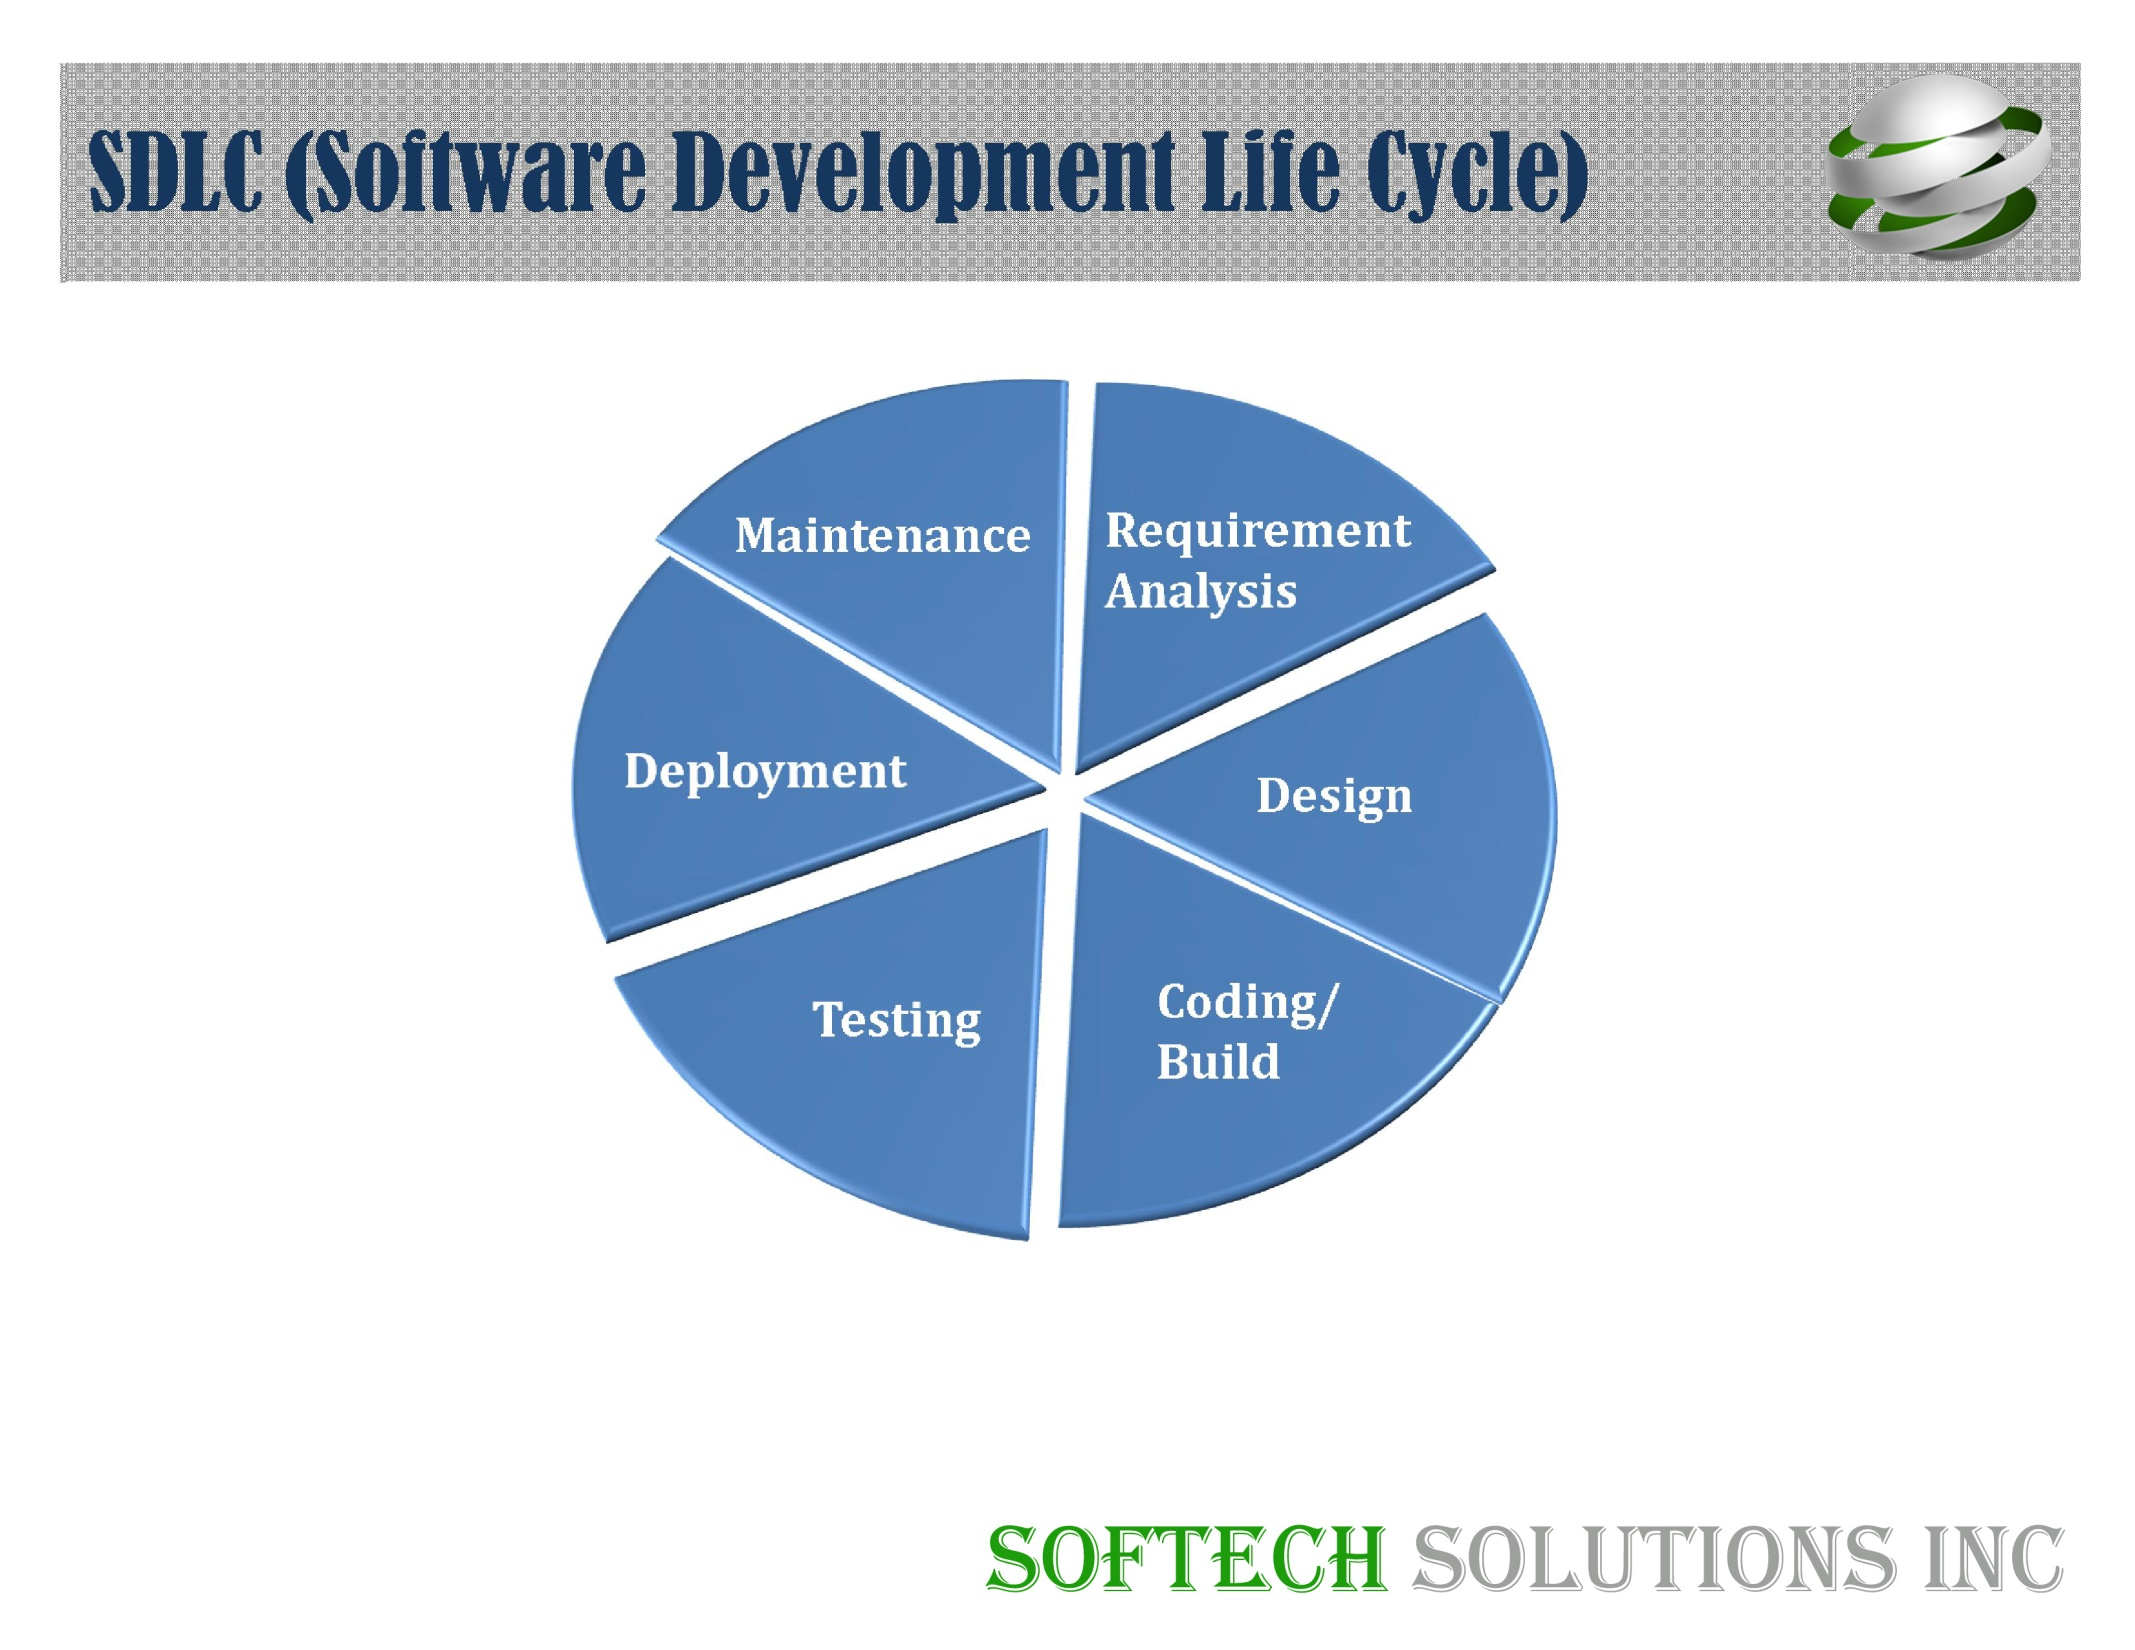 SDLC (Software Development Life Cycle)
Maintenance
Requirement
Analysis
Deployment
Design
Testing
Coding/
Build
SOFTECH SOLUTIONS INC